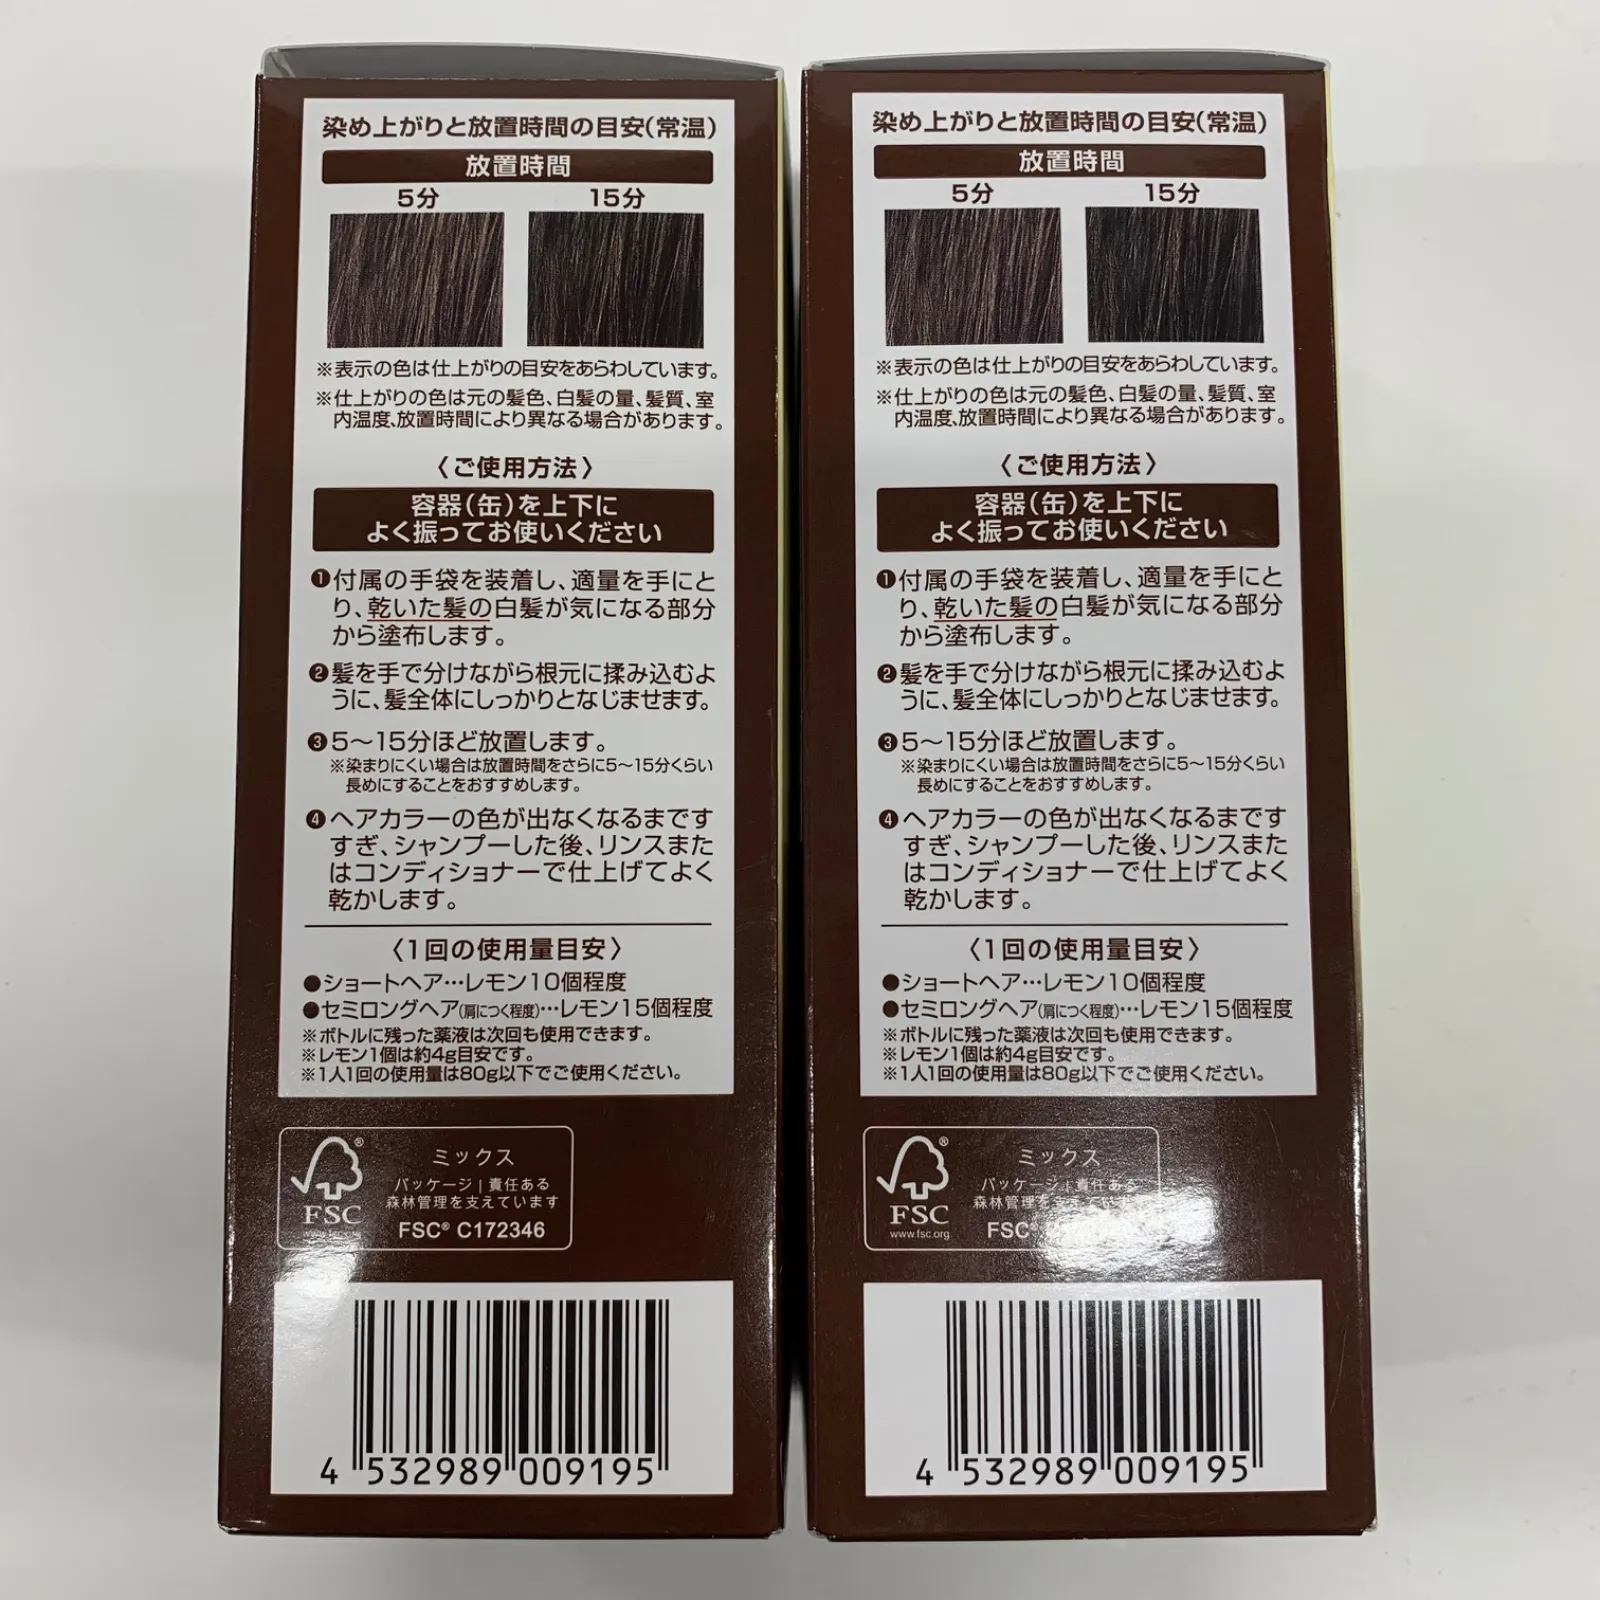 染め上がりと放置時間の目安(常温)
放置時間
5分 15分
※表示の色は仕上がりの目安をあらわしています。
※仕上がりの色は元の髪色、白髪の量、髪質、室
内温度、放置時間により異なる場合があります。
〈ご使用方法〉
容器(缶)を上下に
よく振ってお使いください
❶付属の手袋を装着し、適量を手にと
り、乾いた髪の白髪が気になる部分
から塗布します。
❷髪を手で分けながら根元に揉み込むよ
うに、髪全体にしっかりとなじませます。
❸5〜15分ほど放置します。
※染まりにくい場合は放置時間をさらに5〜15分くらい
長めにすることをおすすめします。
❹ヘアカラーの色が出なくなるまです
すぎ、シャンプーした後、リンスまた
はコンディショナーで仕上げてよく
乾かします。
〈1回の使用量目安〉
●ショートヘア…レモン10個程度
●セミロングヘア(肩につく程度)…レモン15個程度
※ボトルに残った薬液は次回も使用できます。
※レモン1個は約4g目安です。
※1人1回の使用量は80g以下でご使用ください。
®
ミックス
パッケージ|責任ある
森林管理を支えています
FSC
FSC® C172346
4 532989 009195
染め上がりと放置時間の目安(常温)
放置時間
5分 15分
※表示の色は仕上がりの目安をあらわしています。
※仕上がりの色は元の髪色、白髪の量、髪質、室
内温度、放置時間により異なる場合があります。
〈ご使用方法〉
容器(缶)を上下に
よく振ってお使いください
❶付属の手袋を装着し、適量を手にと
り、乾いた髪の白髪が気になる部分
から塗布します。
❷髪を手で分けながら根元に揉み込むよ
うに、髪全体にしっかりとなじませます。
❸5〜15分ほど放置します。
※染まりにくい場合は放置時間をさらに5〜15分くらい
長めにすることをおすすめします。
❹ヘアカラーの色が出なくなるまです
すぎ、シャンプーした後、リンスまた
はコンディショナーで仕上げてよく
乾かします。
〈1回の使用量目安〉
●ショートヘア…レモン10個程度
●セミロングヘア(肩につく程度)…レモン15個程度
※ボトルに残った薬液は次回も使用できます。
※レモン1個は約4g目安です。
※1人1回の使用量は80g以下でご使用ください。
®
ミックス
パッケージ|責任ある
森林管理を支えています
FSC
www.fsc.org
FSC®
4 532989 009195